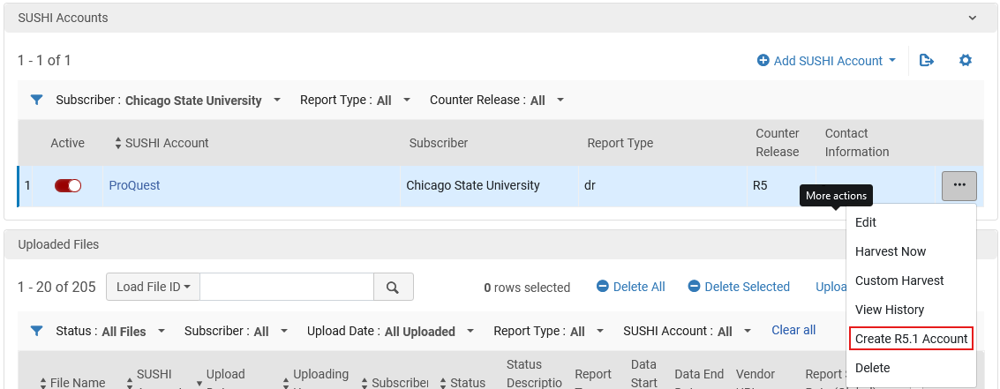 SUSHI Accounts
1 - 1 of 1
Add SUSHI Account
Subscriber : Chicago State University Report Type : All Counter Release : All
Active SUSHI Account Subscriber Report Type Counter Release Contact Information
1 ProQuest Chicago State University dr R5
More actions
Edit
Harvest Now
Custom Harvest
View History
Create R5.1 Account
Delete
Uploaded Files
1 - 20 of 205 Load File ID 0 rows selected Delete All Delete Selected
Status : All Files Subscriber : All Upload Date : All Uploaded Report Type : All SUSHI Account : All Clear all
SUSHI Upload Uploading Status Report Data Data End Vendor Report
File Name Subscriber Status Start